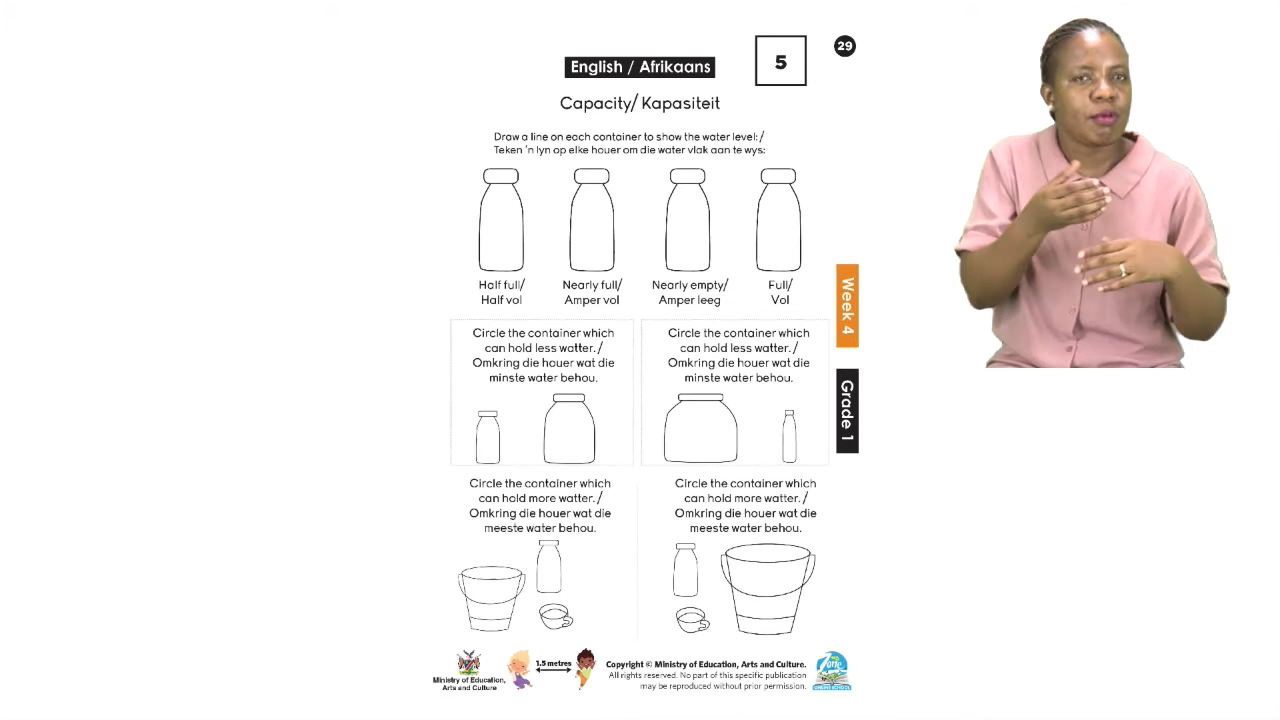 29
English / Afrikaans
5
Capacity/ Kapasiteit
Draw a line on each container to show the water level:/
Teken 'n lyn op elke houer om die water vlak aan te wys:
Half full/
Half vol
Nearly full/
Amper vol
Nearly empty/
Amper leeg
Full/
Vol
Week 4
Grade 1
Circle the container which
can hold less watter./
Omkring die houer wat die
minste water behou.
Circle the container which
can hold less watter./
Omkring die houer wat die
minste water behou.
Circle the container which
can hold more watter./
Omkring die houer wat die
meeste water behou.
Circle the container which
can hold more watter./
Omkring die houer wat die
meeste water behou.
Ministry of Education,
Arts and Culture
1.5 metres
Copyright © Ministry of Education, Arts and Culture.
All rights reserved. No part of this specific publication
may be reproduced without prior permission.
ONLINE SCHOOL